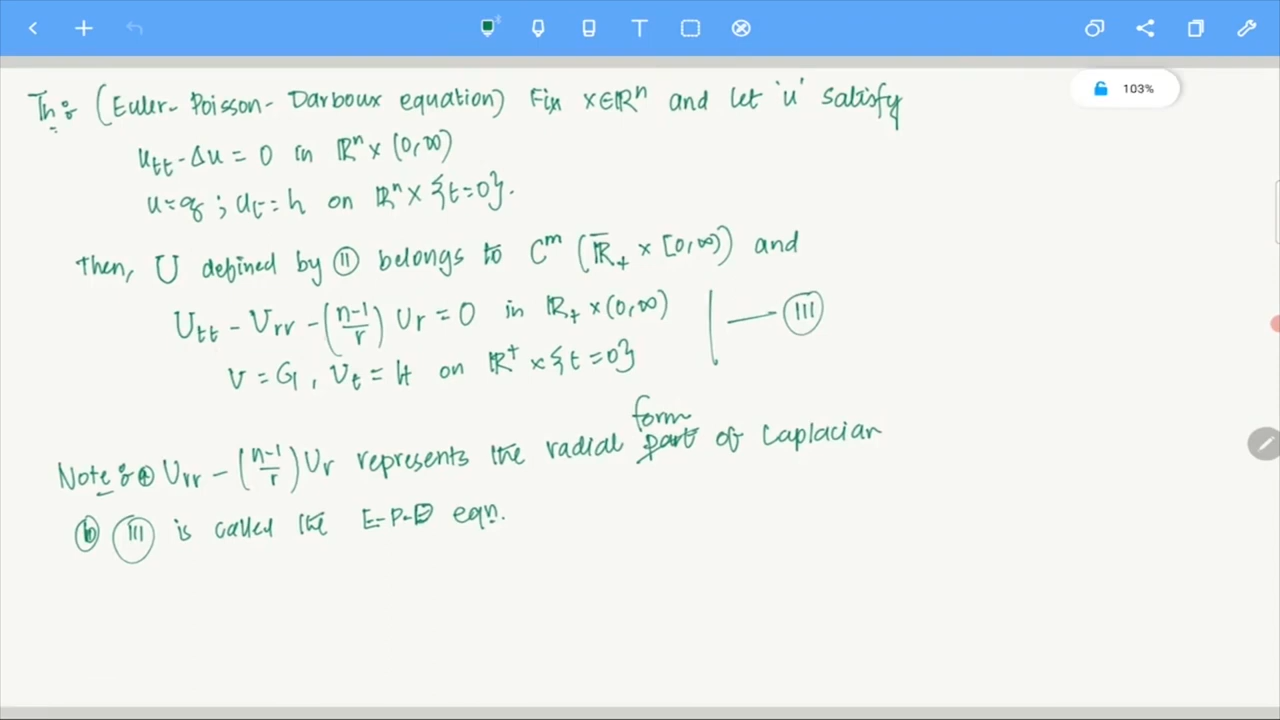 103%
Th: (Euler-Poisson-Darboux equation) Fix x∈ℝⁿ and let 'u' satisfy
u_tt - Δu = 0 in ℝⁿ × (0,∞)
u=g ; u_t = h on ℝⁿ × {t=0}.
Then, U defined by Ⓘ Ⓘ belongs to Cᵐ (ℝ̄₊ × [0,∞)) and
U_tt - U_rr - (n-1/r) U_r = 0 in ℝ₊ × (0,∞) | — III
U = G, U_t = H on ℝ⁺ × {t=0}
form
Note: ⓐ U_rr - (n-1/r) U_r represents the radial part of Laplacian
ⓑ III is called the E-P-D eqn.